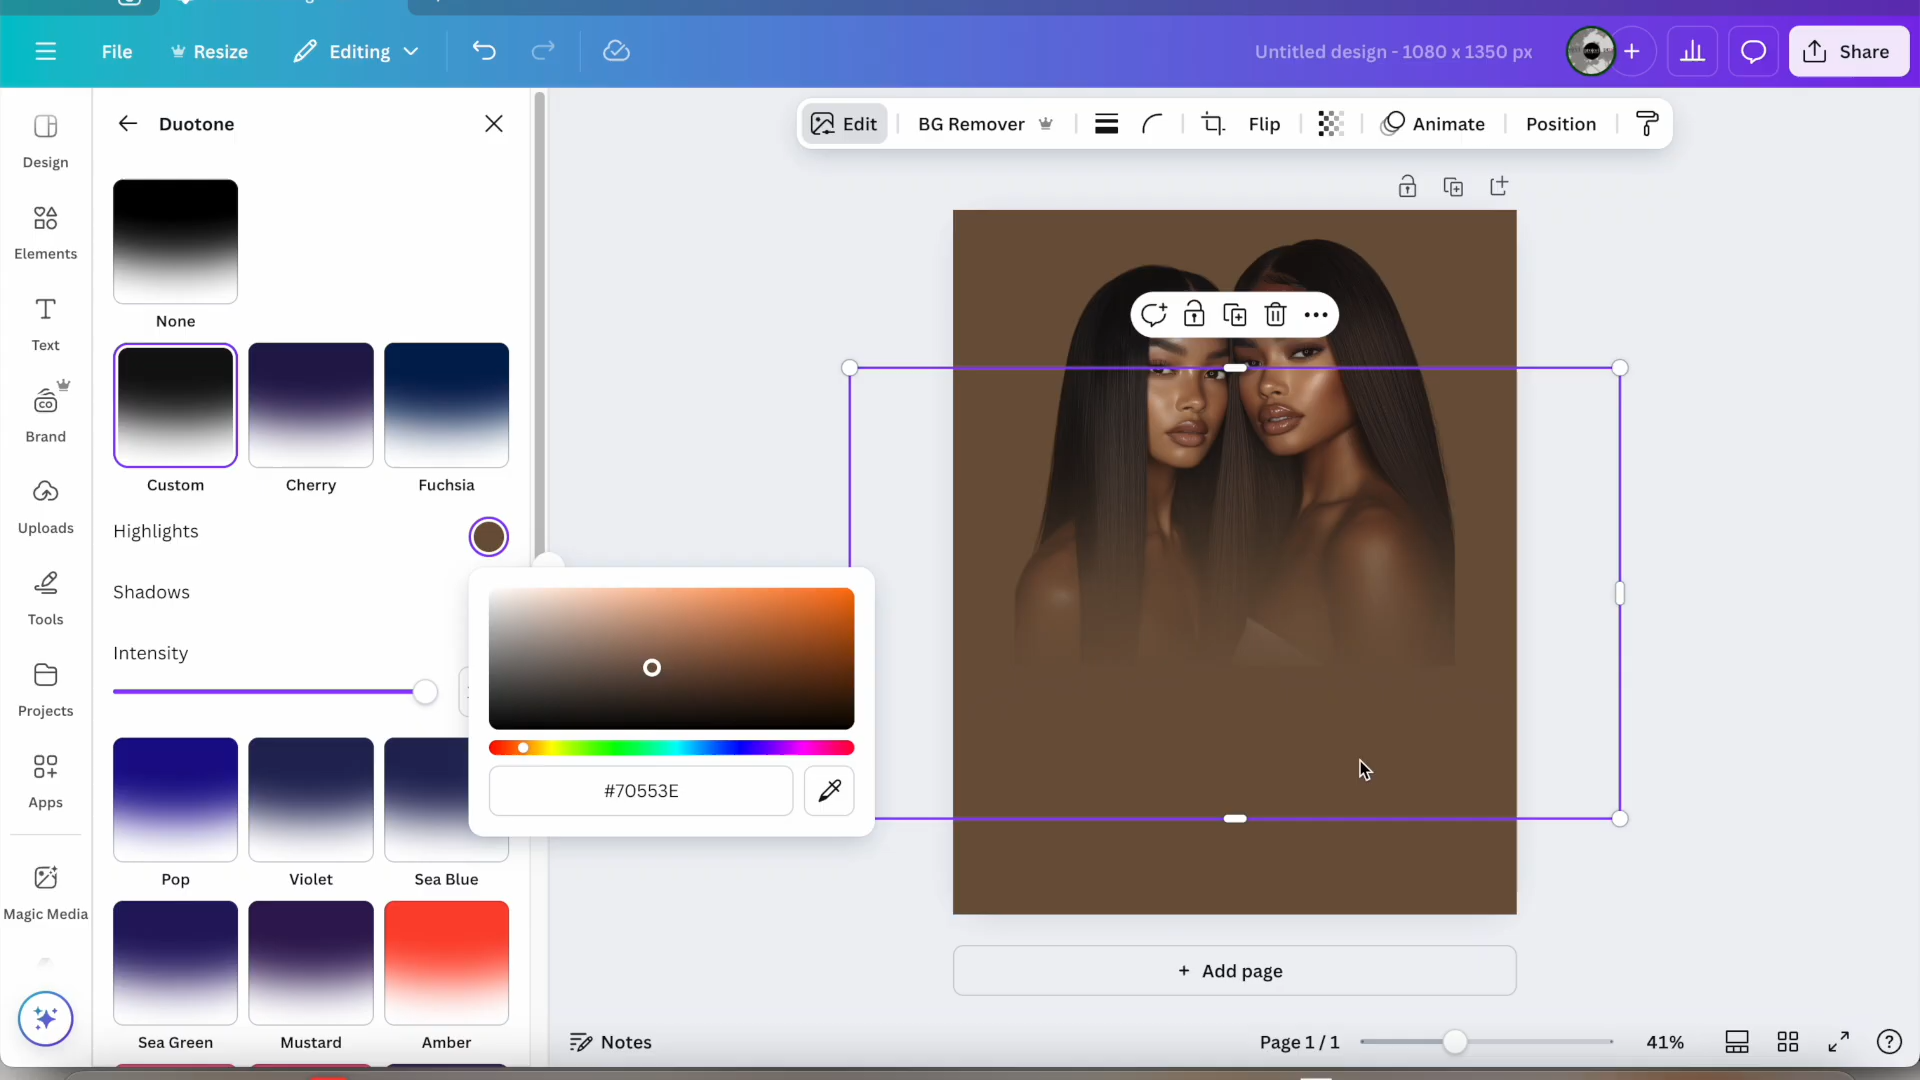 File
Resize
Editing
Untitled design - 1080 x 1350 px
Share
Design
Elements
Text
Brand
Uploads
Tools
Projects
Apps
Magic Media
Duotone
None
Custom
Cherry
Fuchsia
Highlights
Shadows
Intensity
Pop
Violet
Sea Blue
Sea Green
Mustard
Amber
#70553E
Edit
BG Remover
Flip
Animate
Position
+ Add page
Notes
Page 1 / 1
41%